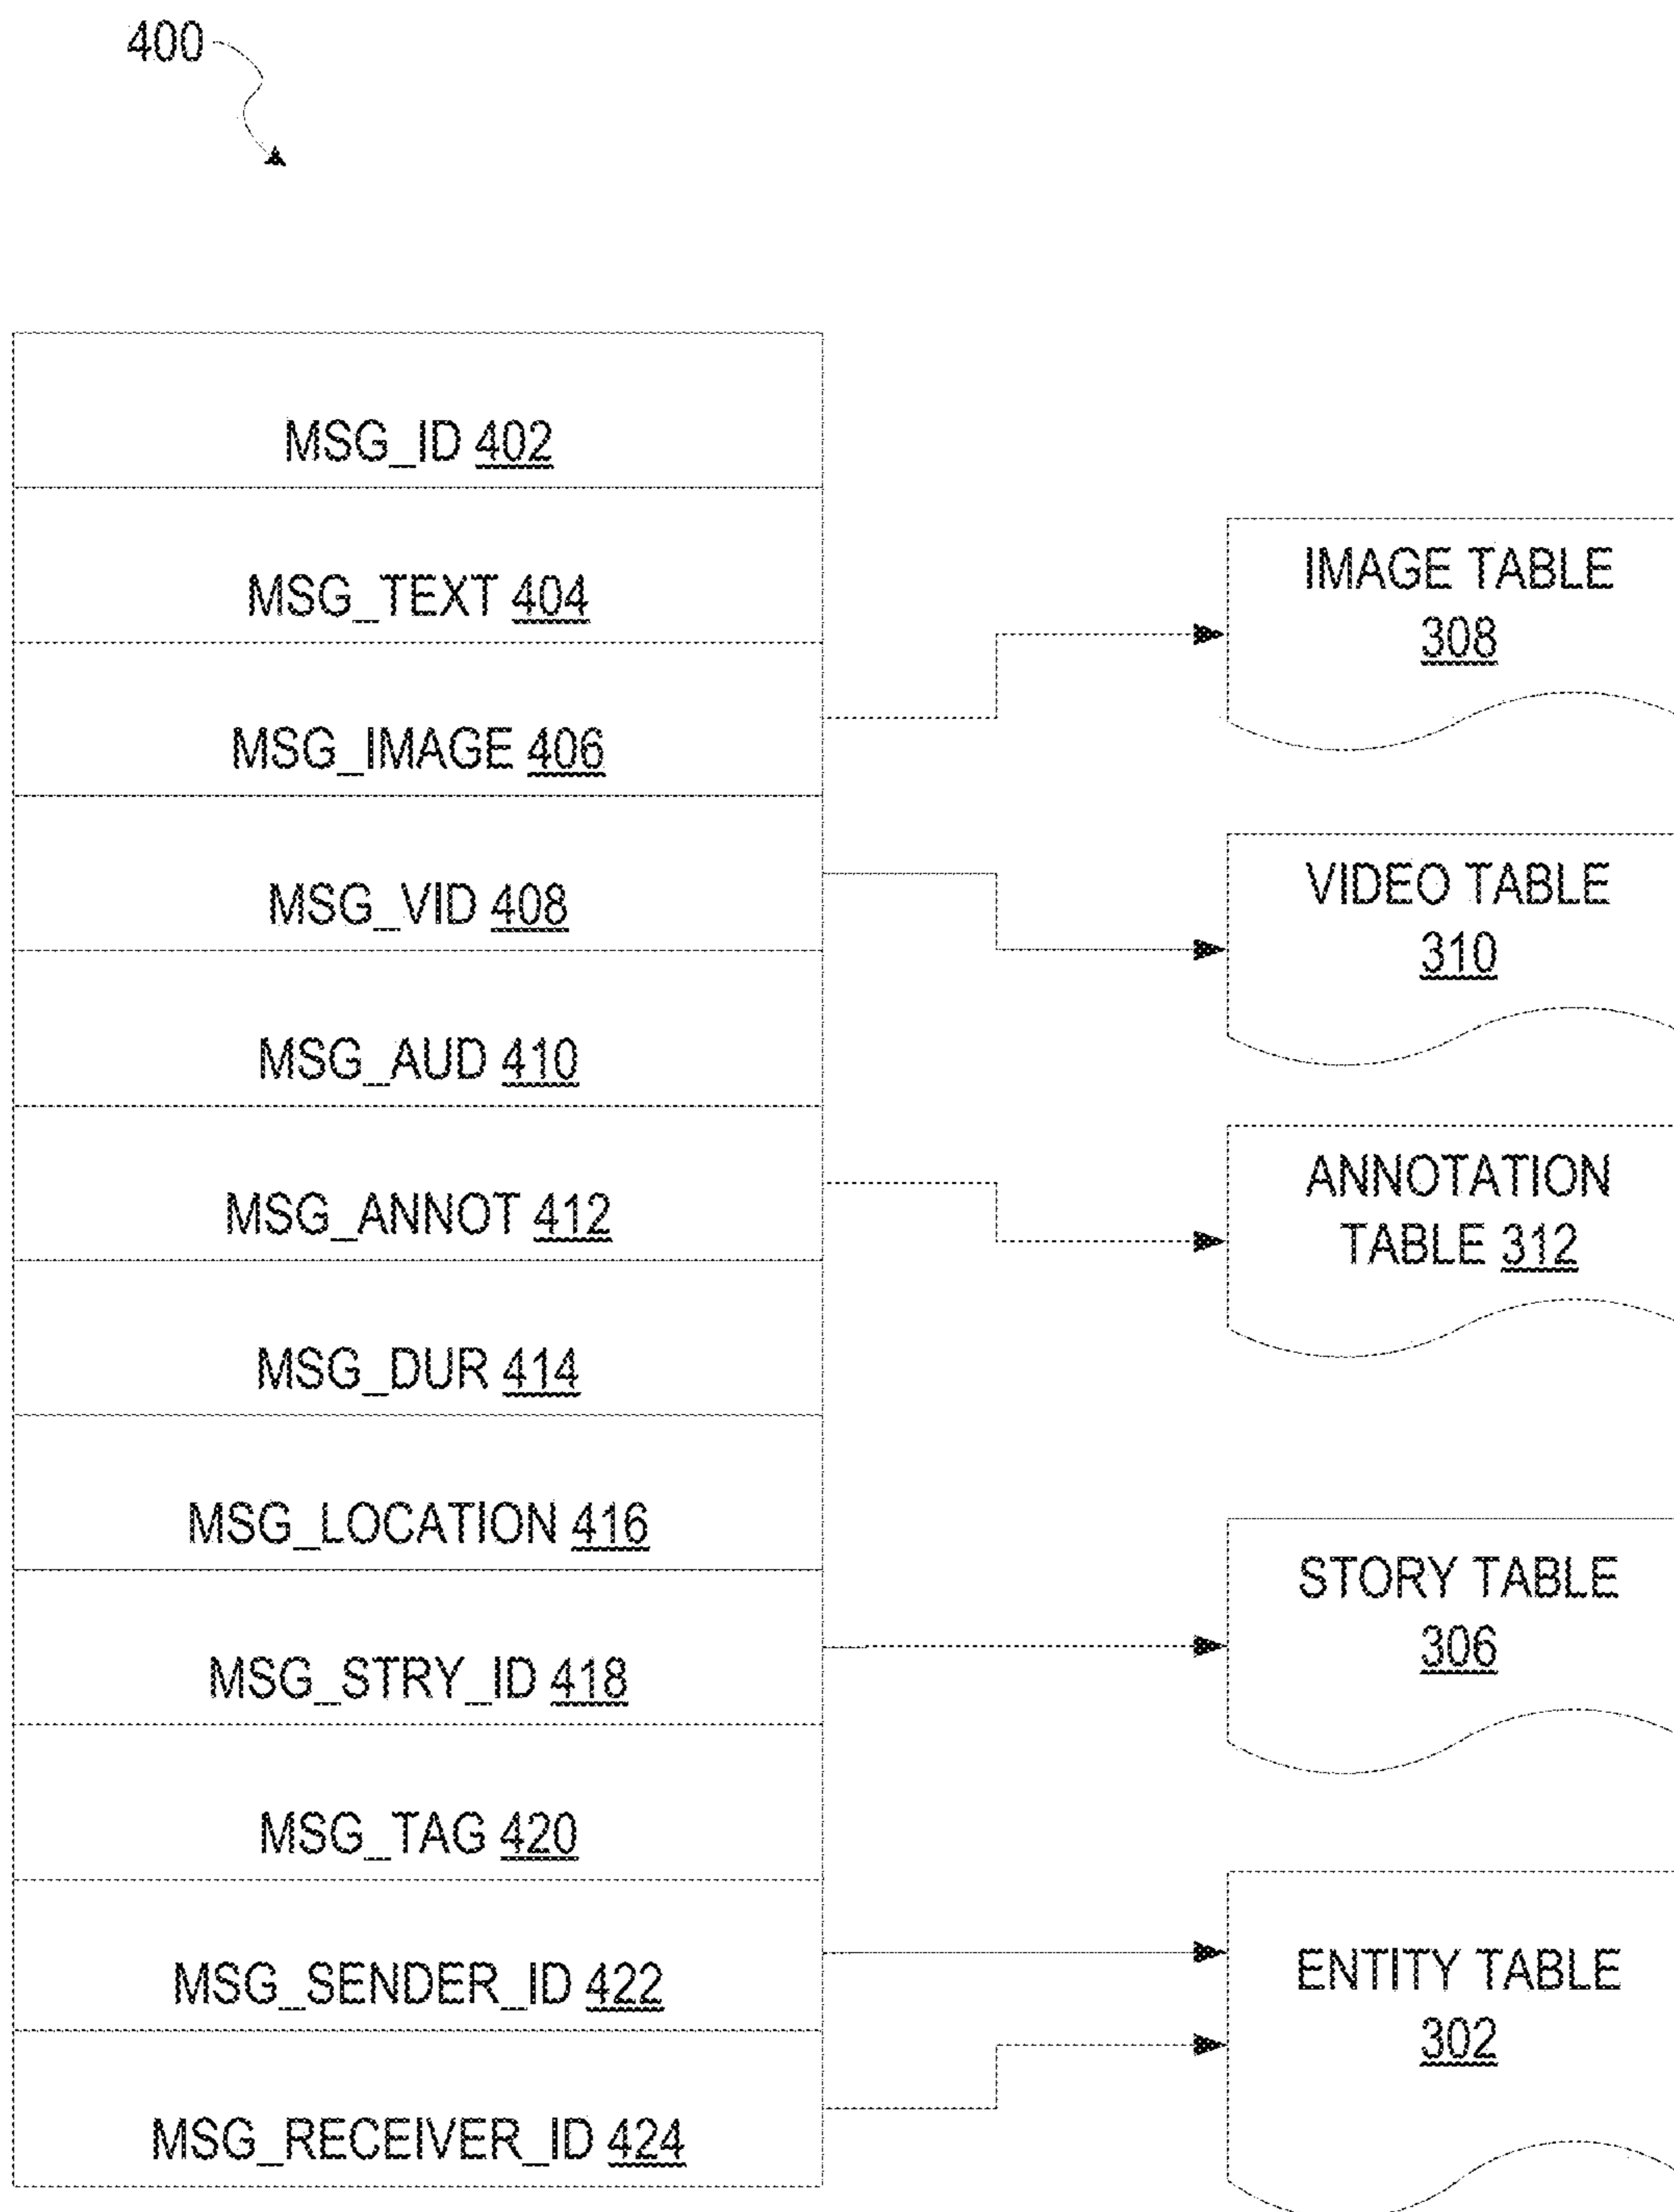 400
MSG_ID 402
MSG_TEXT 404
MSG_IMAGE 406
MSG_VID 408
MSG_AUD 410
MSG_ANNOT 412
MSG_DUR 414
MSG_LOCATION 416
MSG_STRY_ID 418
MSG_TAG 420
MSG_SENDER_ID 422
MSG_RECEIVER_ID 424
IMAGE TABLE
308
VIDEO TABLE
310
ANNOTATION
TABLE 312
STORY TABLE
306
ENTITY TABLE
302